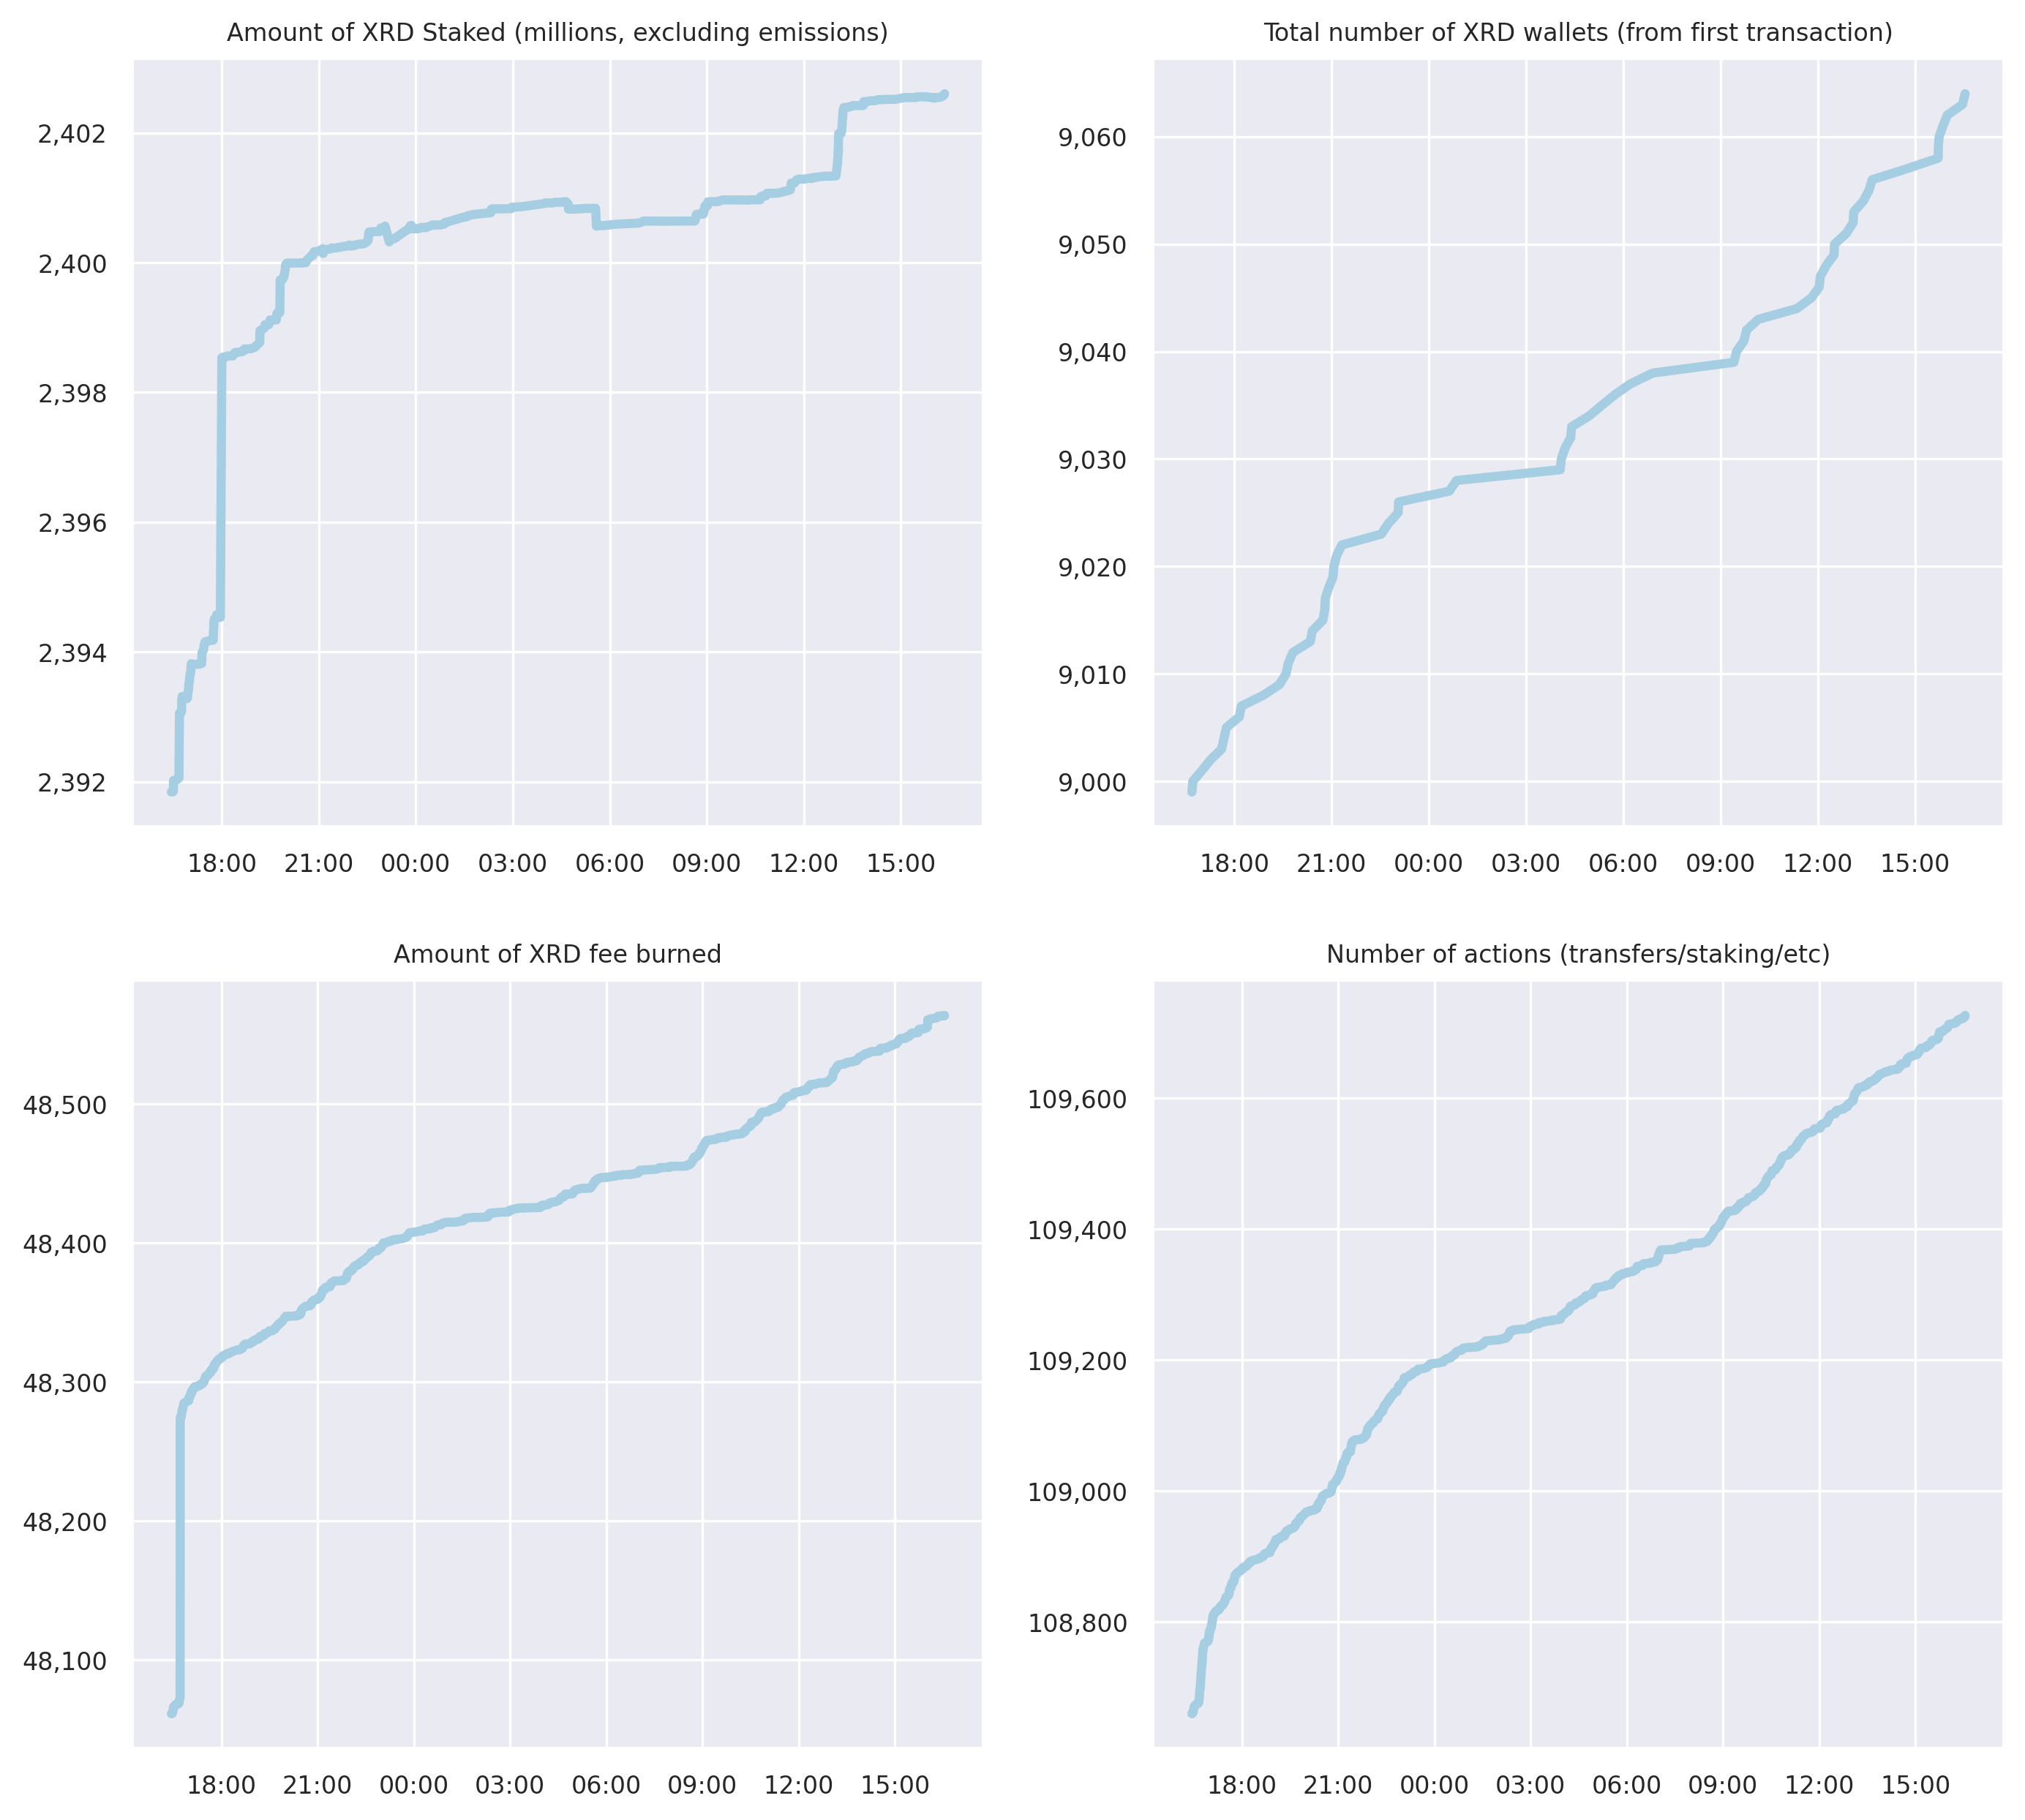 Amount of XRD Staked (millions, excluding emissions)
2,402
2,400
2,398
2,396
2,394
2,392
18:00 21:00 00:00 03:00 06:00 09:00 12:00 15:00
Total number of XRD wallets (from first transaction)
9,060
9,050
9,040
9,030
9,020
9,010
9,000
18:00 21:00 00:00 03:00 06:00 09:00 12:00 15:00
Amount of XRD fee burned
48,500
48,400
48,300
48,200
48,100
18:00 21:00 00:00 03:00 06:00 09:00 12:00 15:00
Number of actions (transfers/staking/etc)
109,600
109,400
109,200
109,000
108,800
18:00 21:00 00:00 03:00 06:00 09:00 12:00 15:00